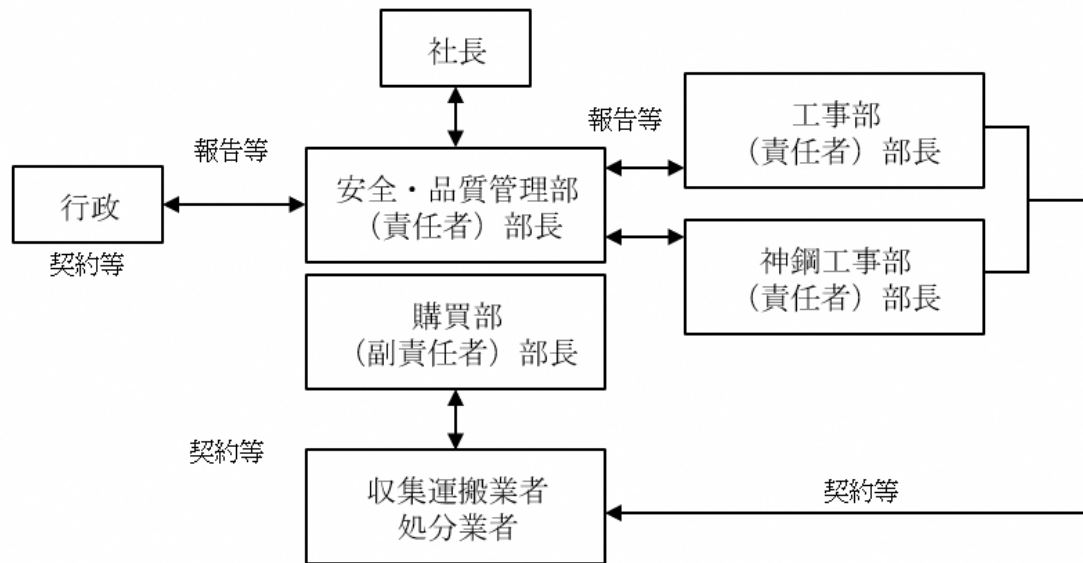 社長
報告等
工事部
（責任者）部長
報告等
行政
安全・品質管理部
（責任者）部長
契約等
神鋼工事部
（責任者）部長
購買部
（副責任者）部長
契約等
収集運搬業者
処分業者
契約等